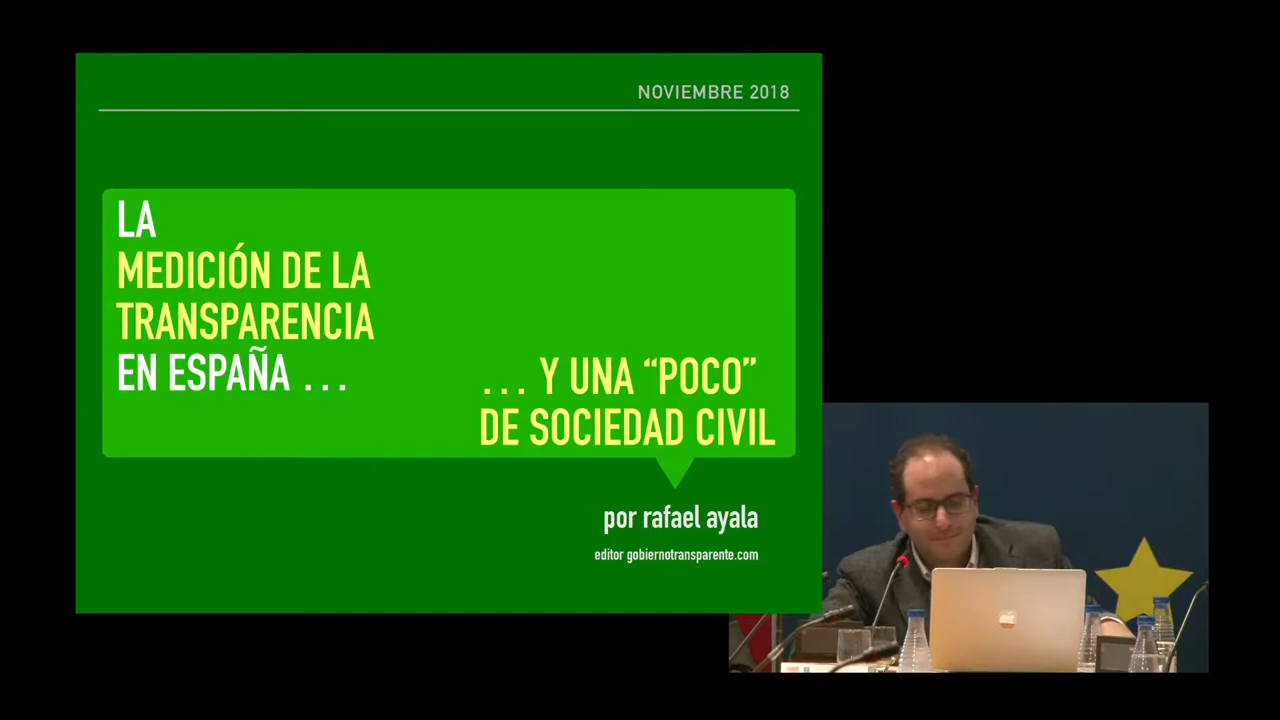 NOVIEMBRE 2018
LA
MEDICIÓN DE LA
TRANSPARENCIA
EN ESPAÑA ...
... Y UNA “POCO”
DE SOCIEDAD CIVIL
por rafael ayala
editor gobiernotransparente.com